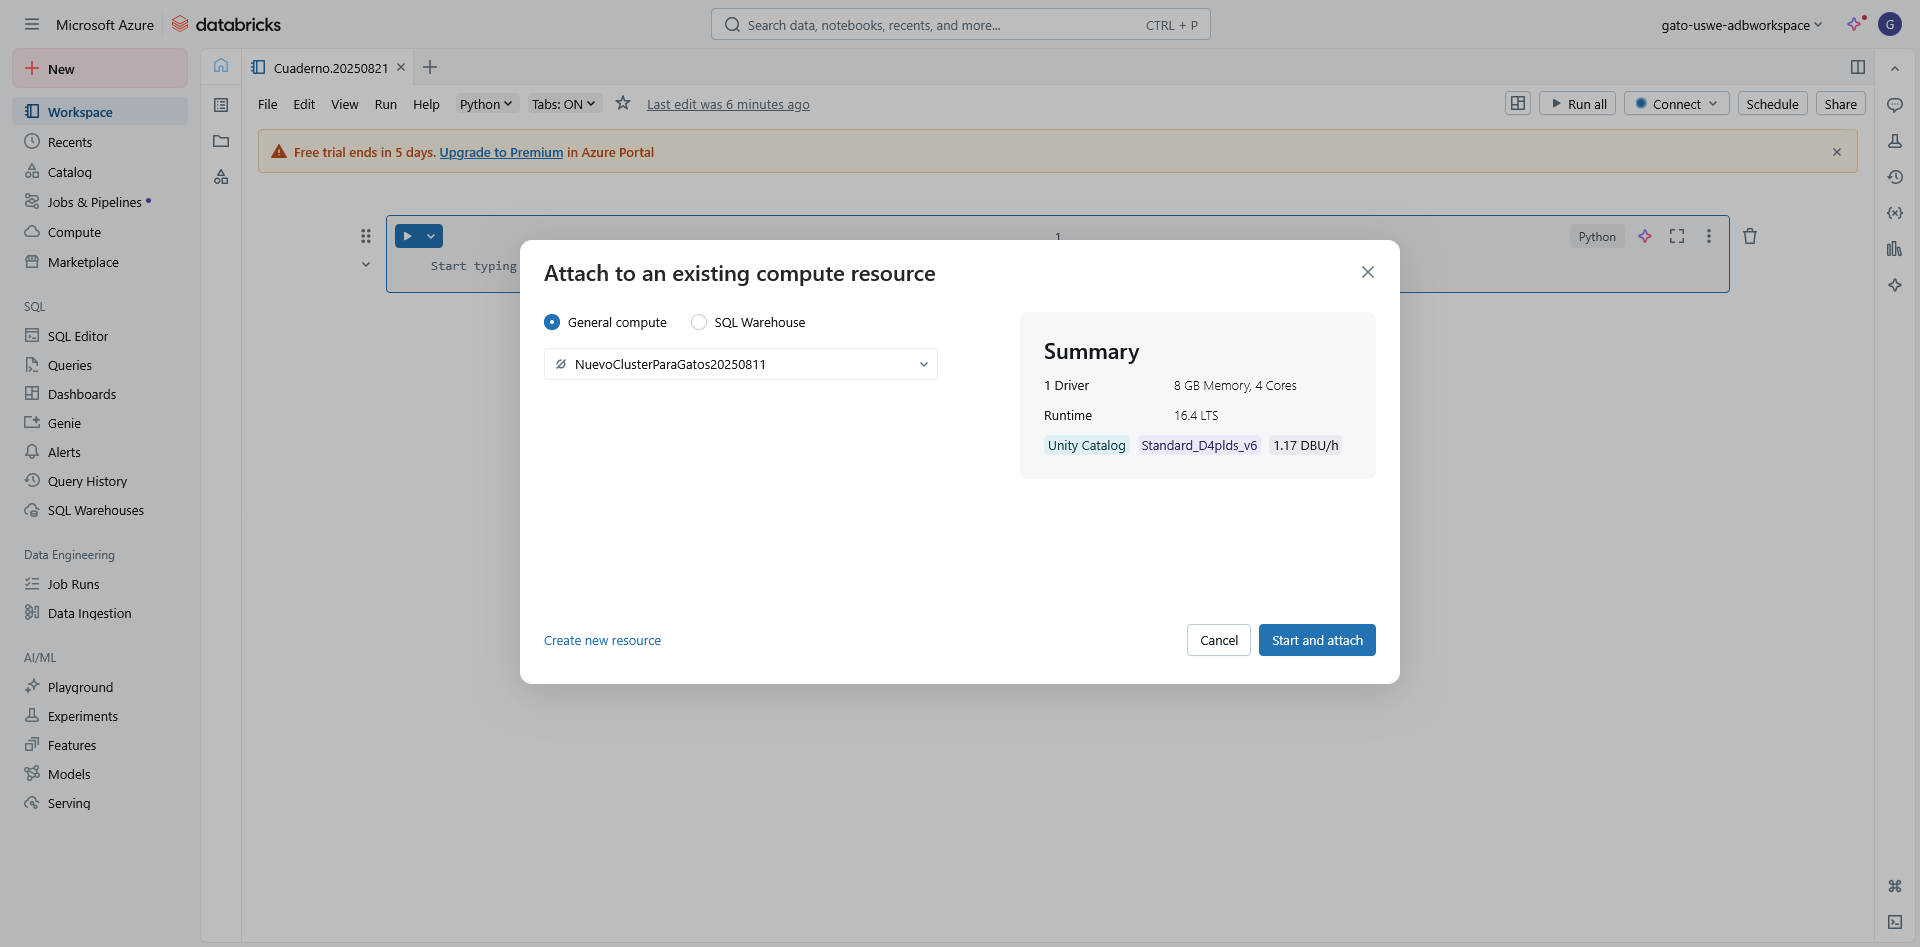 Microsoft Azure
databricks
Search data, notebooks, recents, and more...
CTRL + P
gato-uswe-adbworkspace
G
New
Workspace
Recents
Catalog
Jobs & Pipelines
Compute
Marketplace
SQL
SQL Editor
Queries
Dashboards
Genie
Alerts
Query History
SQL Warehouses
Data Engineering
Job Runs
Data Ingestion
AI/ML
Playground
Experiments
Features
Models
Serving
Cuaderno.20250821
File Edit View Run Help Python Tabs: ON Last edit was 6 minutes ago
Run all Connect Schedule Share
Free trial ends in 5 days. Upgrade to Premium in Azure Portal
1
Python
Start typing
Attach to an existing compute resource
General compute SQL Warehouse
NuevoClusterParaGatos20250811
Summary
1 Driver 8 GB Memory, 4 Cores
Runtime 16.4 LTS
Unity Catalog Standard_D4plds_v6 1.17 DBU/h
Create new resource
Cancel Start and attach